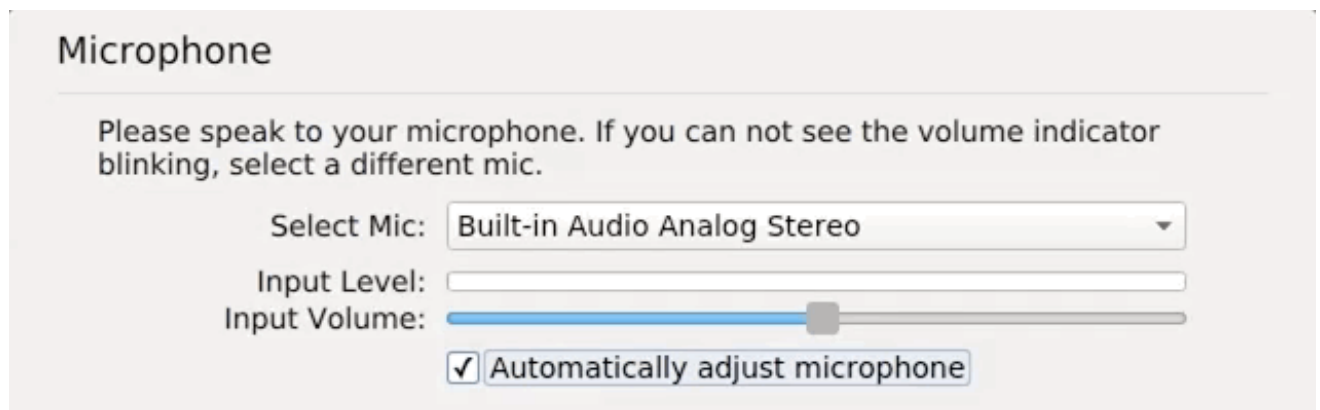 Microphone
Please speak to your microphone. If you can not see the volume indicator
blinking, select a different mic.
Select Mic: Built-in Audio Analog Stereo
Input Level:
Input Volume:
Automatically adjust microphone